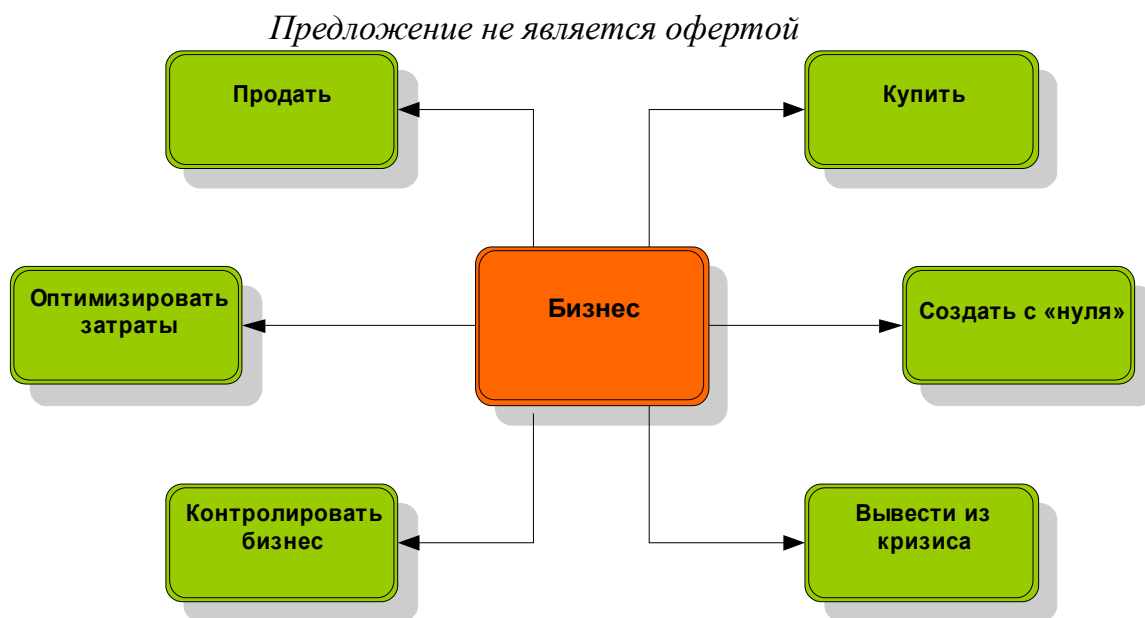 Предложение не является офертой
Продать
Купить
Оптимизировать
затраты
Бизнес
Создать с «нуля»
Контролировать
бизнес
Вывести из
кризиса